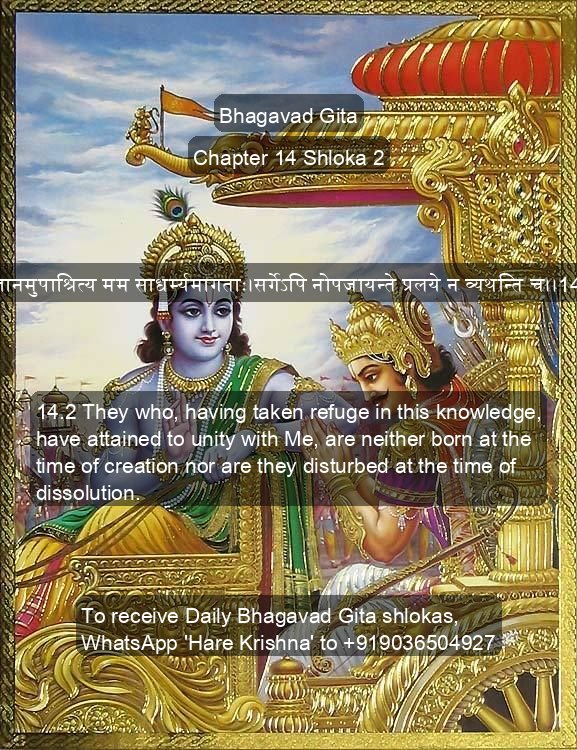 Bhagavad Gita
Chapter 14 Shloka 2
ानमुपाश्रित्य मम साधर्म्यमागताः।सर्गेऽपि नोपजायन्ते प्रलये न व्यथन्ति च।।14
14.2 They who, having taken refuge in this knowledge,
have attained to unity with Me, are neither born at the
time of creation nor are they disturbed at the time of
dissolution.
To receive Daily Bhagavad Gita shlokas,
WhatsApp 'Hare Krishna' to +919036504927